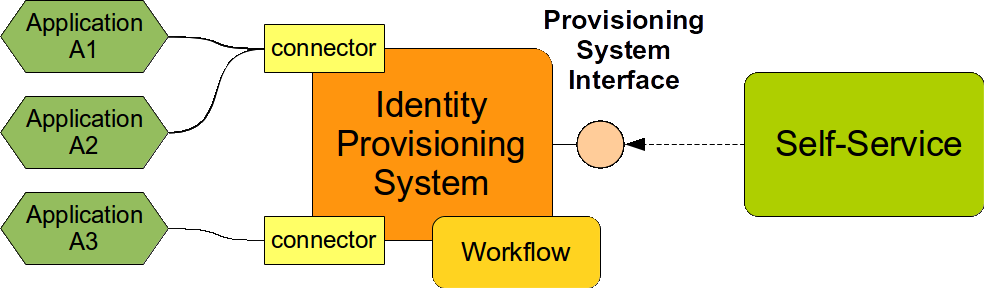 Application
A1
Application
A2
Application
A3
connector
connector
Identity
Provisioning
System
Workflow
Provisioning
System
Interface
Self-Service